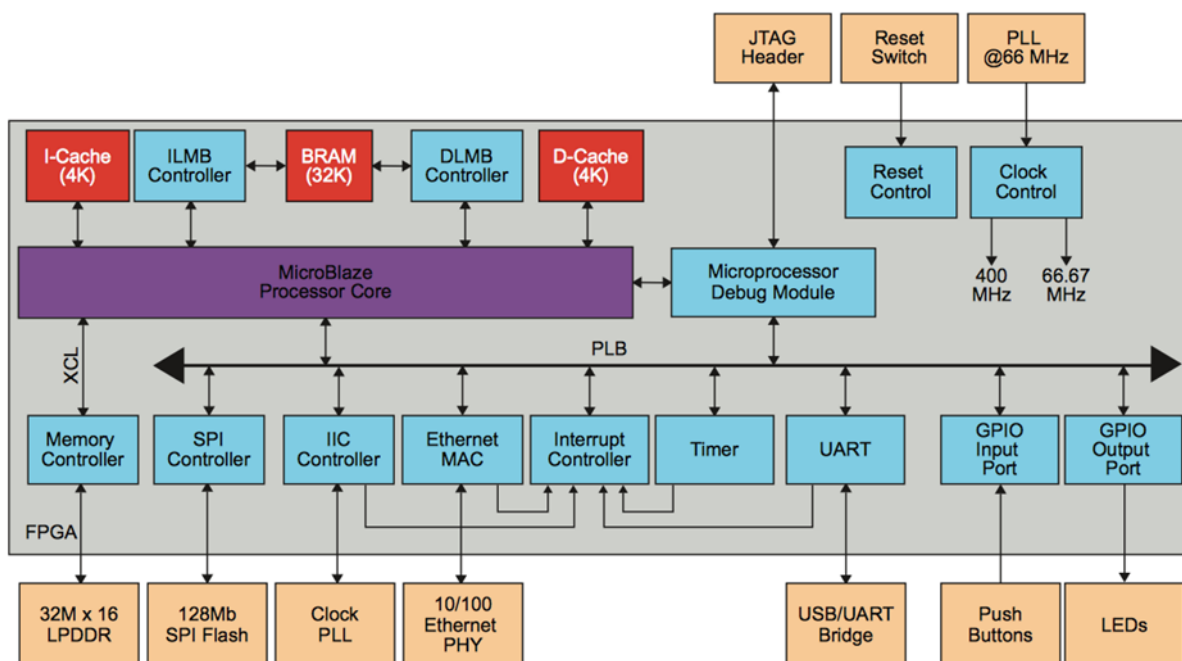 JTAG
Header
Reset
Switch
PLL
@66 MHz
I-Cache
(4K)
ILMB
Controller
BRAM
(32K)
DLMB
Controller
D-Cache
(4K)
Reset
Control
Clock
Control
MicroBlaze
Processor Core
Microprocessor
Debug Module
400
MHz
66.67
MHz
XCL
PLB
Memory
Controller
SPI
Controller
IIC
Controller
Ethernet
MAC
Interrupt
Controller
Timer
UART
GPIO
Input
Port
GPIO
Output
Port
FPGA
32M x 16
LPDDR
128Mb
SPI Flash
Clock
PLL
10/100
Ethernet
PHY
USB/UART
Bridge
Push
Buttons
LEDs